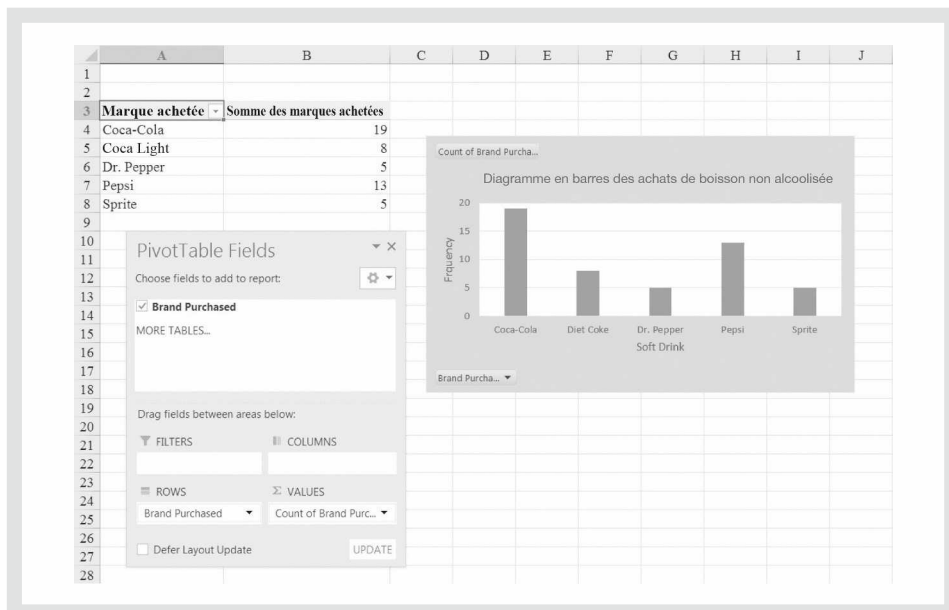 A B C D E F G H I J
1
2
3 Marque achetée Somme des marques achetées
4 Coca-Cola 19
5 Coca Light 8
6 Dr. Pepper 5
7 Pepsi 13
8 Sprite 5
9
10
11
12
13
14
15
16
17
18
19
20
21
22
23
24
25
26
27
28
PivotTable Fields
Choose fields to add to report:
Brand Purchased
MORE TABLES...
Drag fields between areas below:
FILTERS COLUMNS
ROWS VALUES
Brand Purchased Count of Brand Purc...
Defer Layout Update UPDATE
Count of Brand Purcha...
Diagramme en barres des achats de boisson non alcoolisée
20
15
10
5
0
Frquency
Coca-Cola Diet Coke Dr. Pepper Pepsi Sprite
Soft Drink
Brand Purcha...